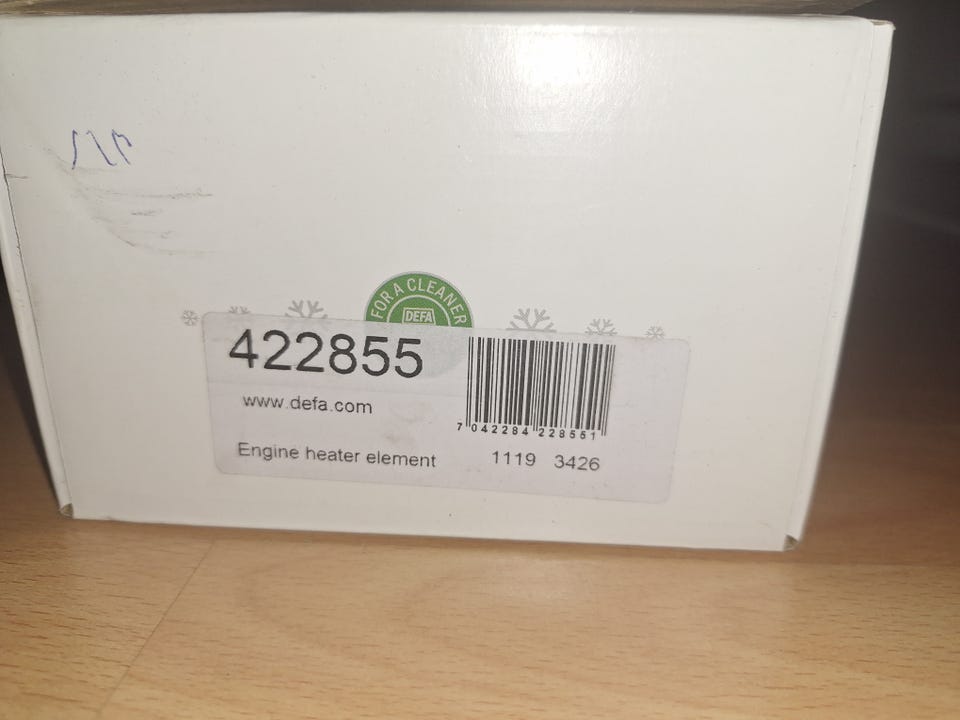 FOR A CLEANER
DEFA
422855
www.defa.com
7 042284 228551
Engine heater element 1119 3426